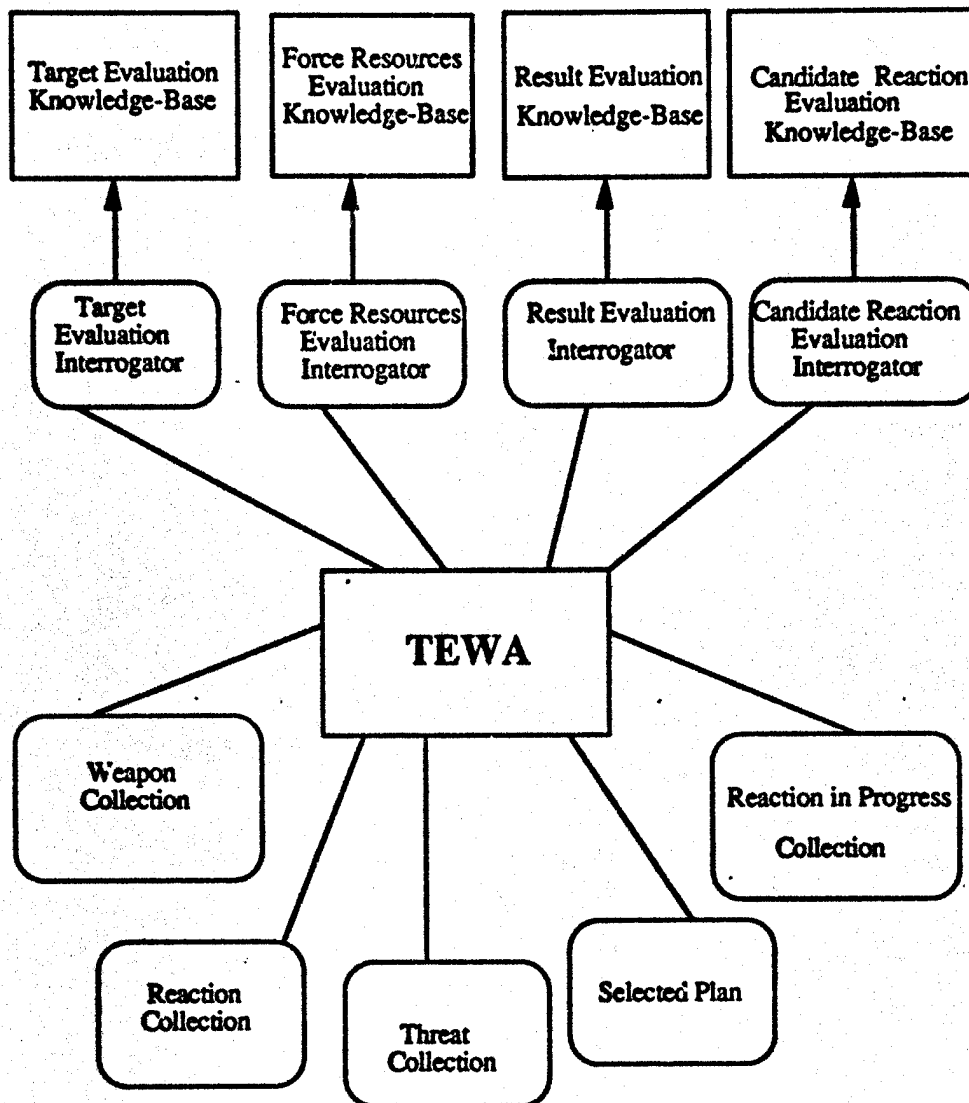 Target Evaluation
Knowledge-Base
Force Resources
Evaluation
Knowledge-Base
Result Evaluation
Knowledge-Base
Candidate Reaction
Evaluation
Knowledge-Base
Target
Evaluation
Interrogator
Force Resources
Evaluation
Interrogator
Result Evaluation
Interrogator
Candidate Reaction
Evaluation
Interrogator
TEWA
Weapon
Collection
Reaction in Progress
Collection
Reaction
Collection
Threat
Collection
Selected Plan